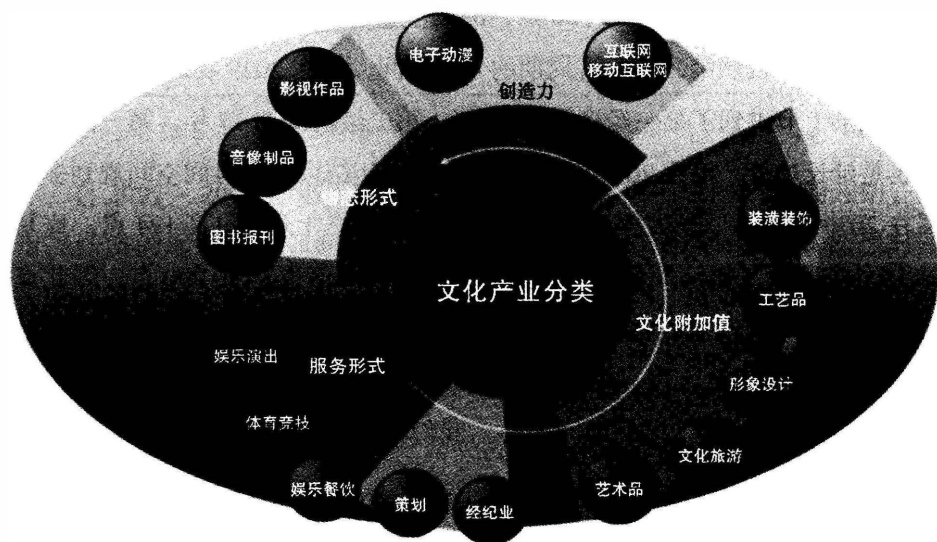 电子动漫
互联网
移动互联网
影视作品
创造力
音像制品
态形式
图书报刊
装潢装饰
文化产业分类
工艺品
文化附加值
娱乐演出
服务形式
形象设计
体育竞技
文化旅游
娱乐餐饮
策划
经纪业
艺术品